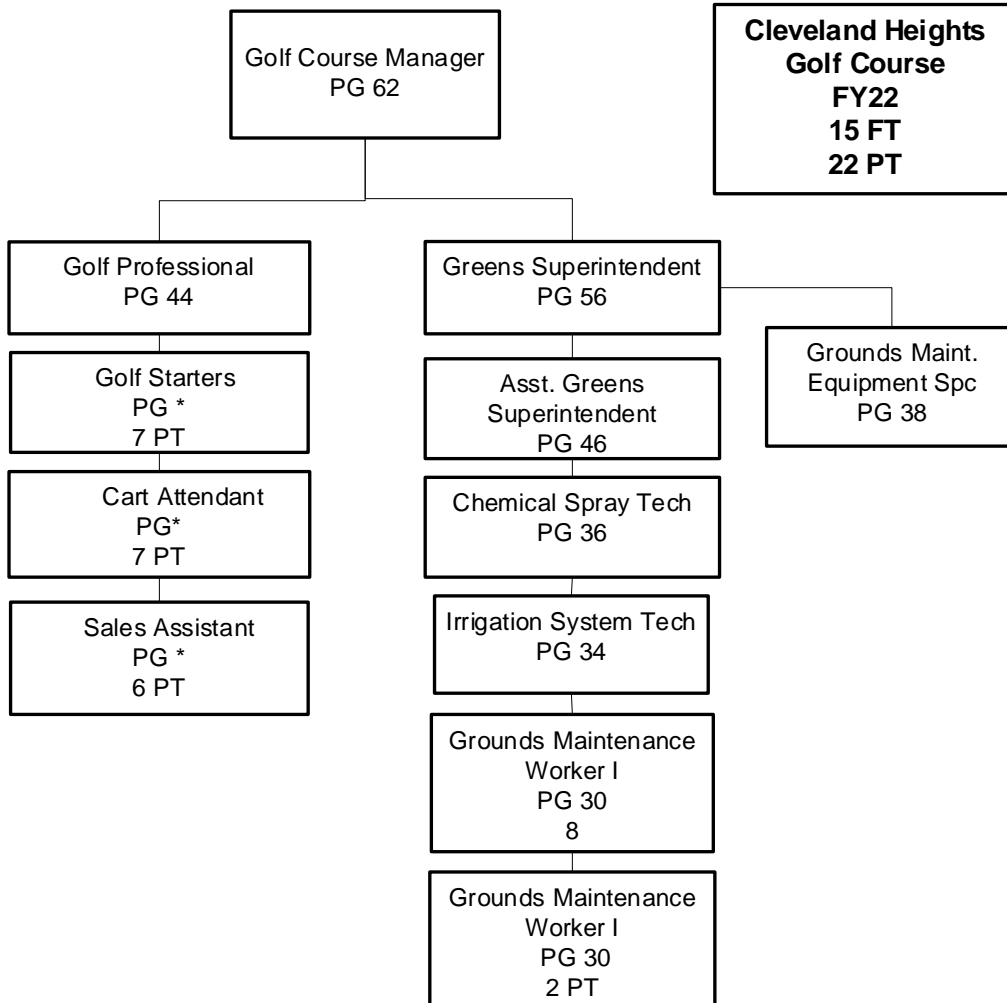 Golf Course Manager
PG 62
Cleveland Heights
Golf Course
FY22
15 FT
22 PT
Golf Professional
PG 44
Golf Starters
PG *
7 PT
Cart Attendant
PG*
7 PT
Sales Assistant
PG *
6 PT
Greens Superintendent
PG 56
Asst. Greens
Superintendent
PG 46
Chemical Spray Tech
PG 36
Irrigation System Tech
PG 34
Grounds Maintenance
Worker I
PG 30
8
Grounds Maintenance
Worker I
PG 30
2 PT
Grounds Maint.
Equipment Spc
PG 38